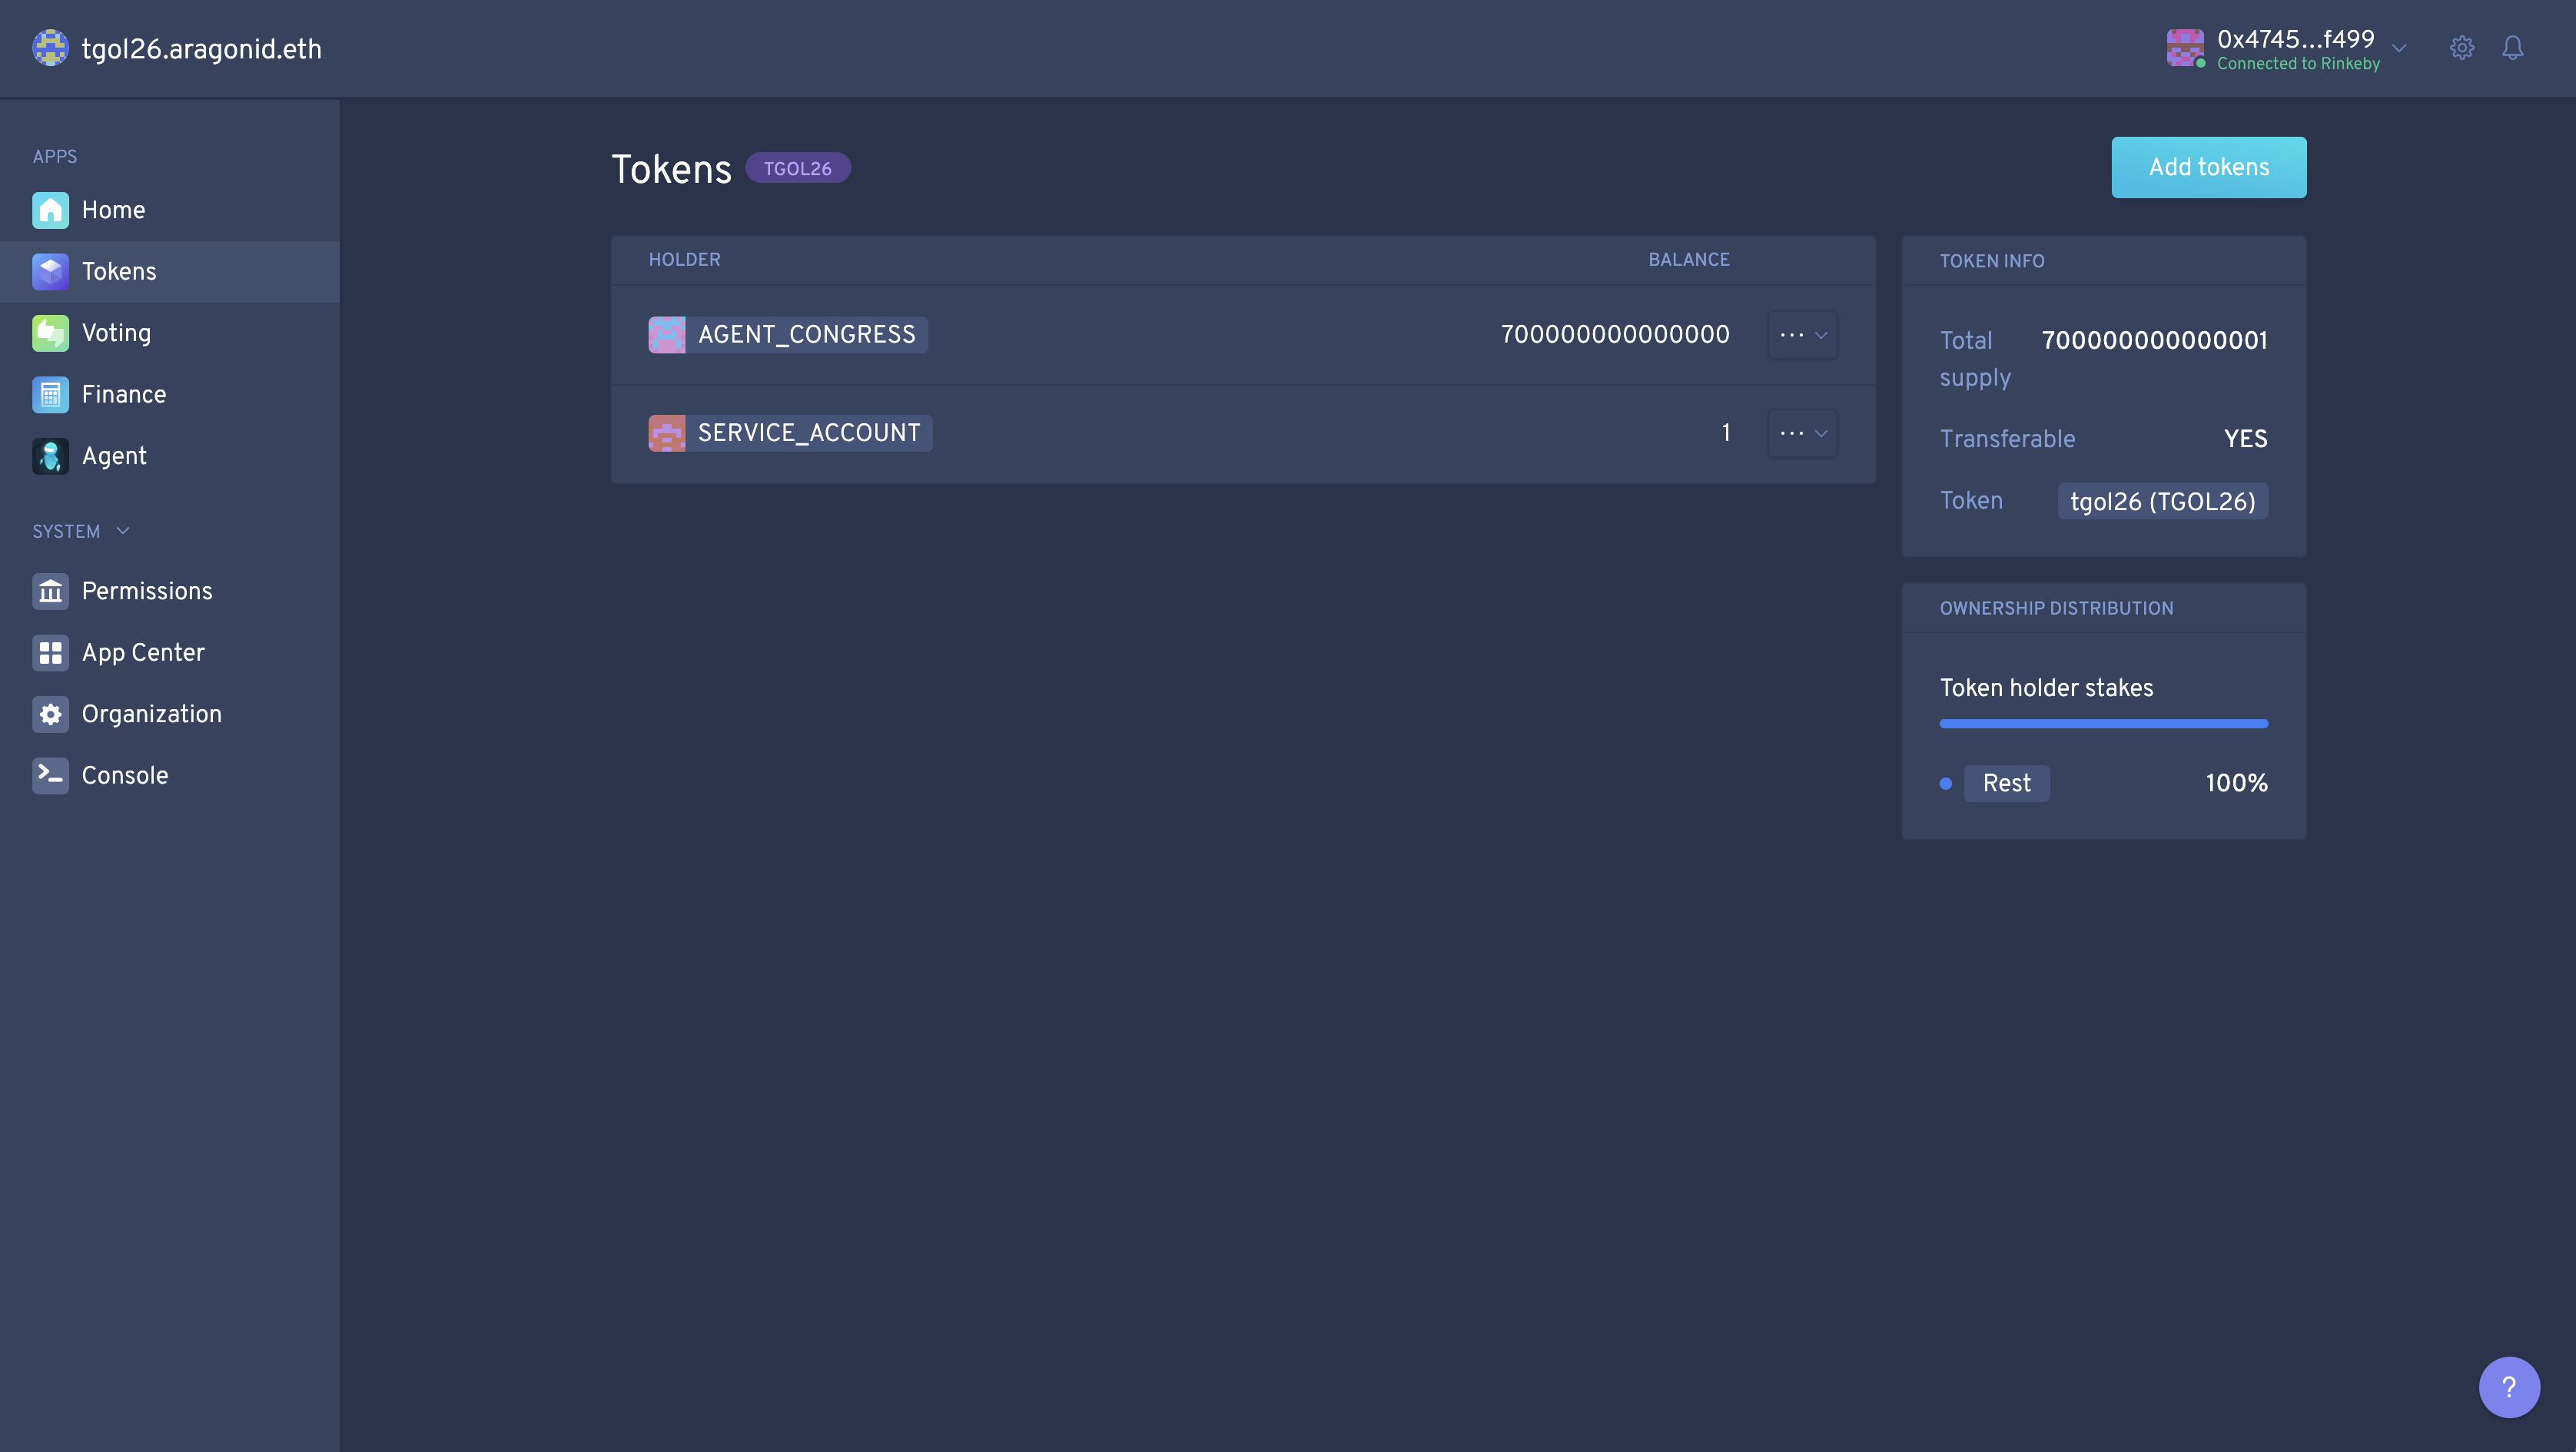 tgol26.aragonid.eth
0x4745...f499
Connected to Rinkeby
APPS
Home
Tokens
Voting
Finance
Agent
SYSTEM
Permissions
App Center
Organization
Console
Tokens TGOL26
Add tokens
HOLDER BALANCE
AGENT_CONGRESS 700000000000000
SERVICE_ACCOUNT 1
TOKEN INFO
Total supply 700000000000001
Transferable YES
Token tgol26 (TGOL26)
OWNERSHIP DISTRIBUTION
Token holder stakes
Rest 100%
?